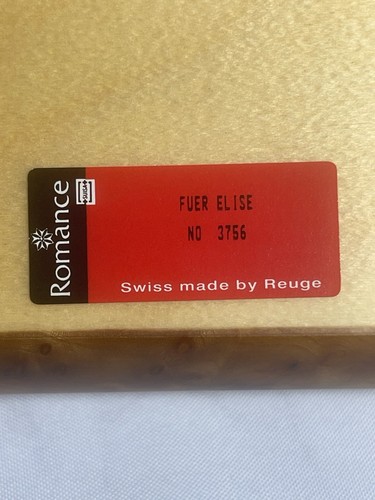 Romance
FUER ELISE
NO 3756
Swiss made by Reuge